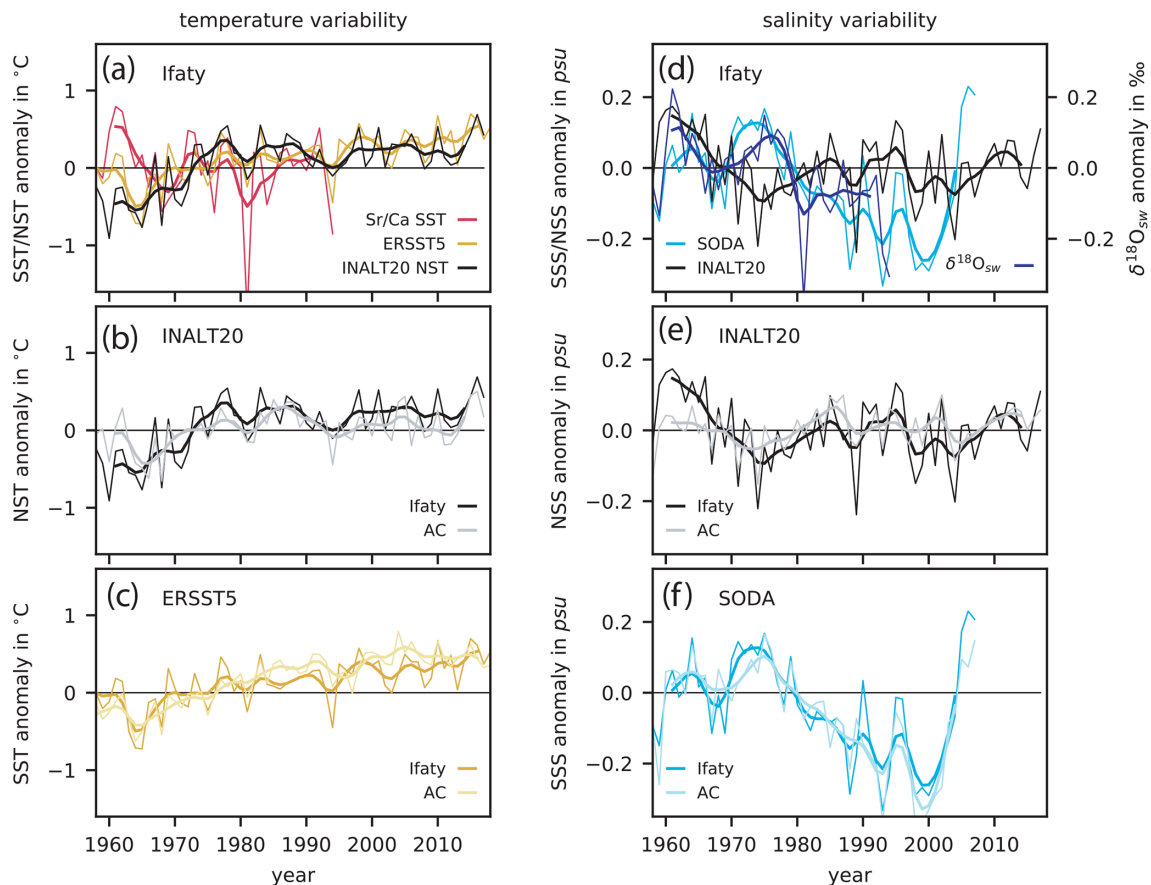 temperature variability
salinity variability
(a) Ifaty
SST/NST anomaly in °C
1
0
−1
Sr/Ca SST
ERSST5
INALT20 NST
(d) Ifaty
SSS/NSS anomaly in psu
0.2
0.0
−0.2
SODA
INALT20
δ¹⁸Osw
0.2
0.0
−0.2
δ¹⁸Osw anomaly in ‰
(b) INALT20
NST anomaly in °C
1
0
−1
Ifaty
AC
(e) INALT20
NSS anomaly in psu
0.2
0.0
−0.2
Ifaty
AC
(c) ERSST5
SST anomaly in °C
1
0
−1
Ifaty
AC
1960 1970 1980 1990 2000 2010
year
(f) SODA
SSS anomaly in psu
0.2
0.0
−0.2
Ifaty
AC
1960 1970 1980 1990 2000 2010
year